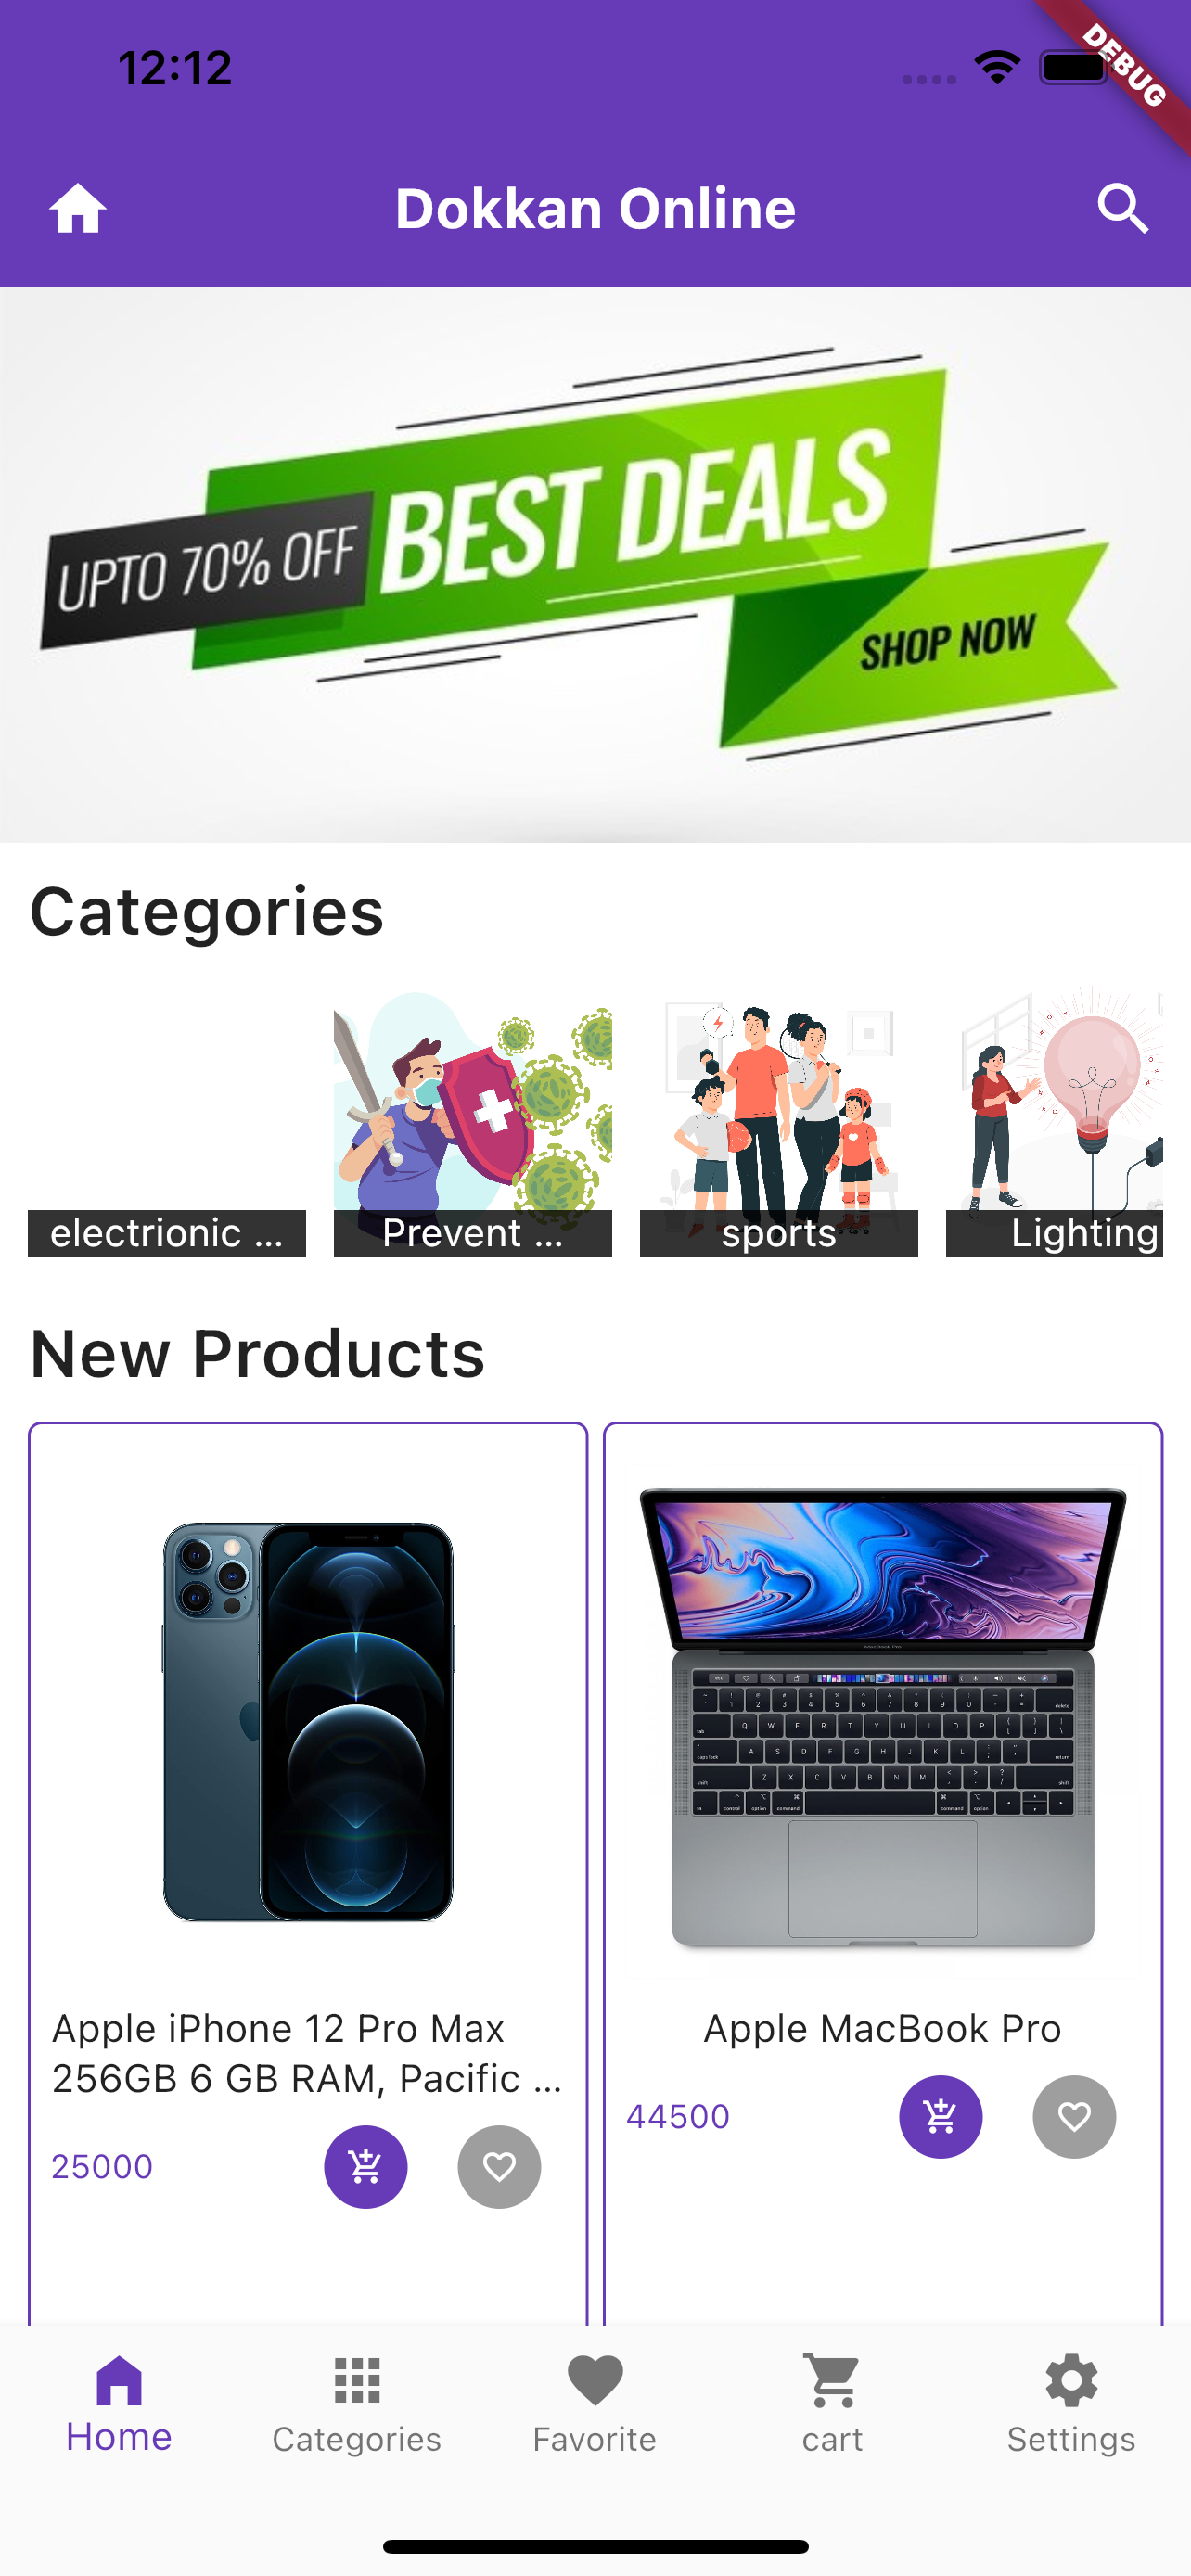 12:12
DEBUG
Dokkan Online
UPTO 70% OFF
BEST DEALS
SHOP NOW
Categories
electrionic ...
Prevent ...
sports
Lighting
New Products
Apple iPhone 12 Pro Max
256GB 6 GB RAM, Pacific ...
25000
Apple MacBook Pro
44500
Home
Categories
Favorite
cart
Settings